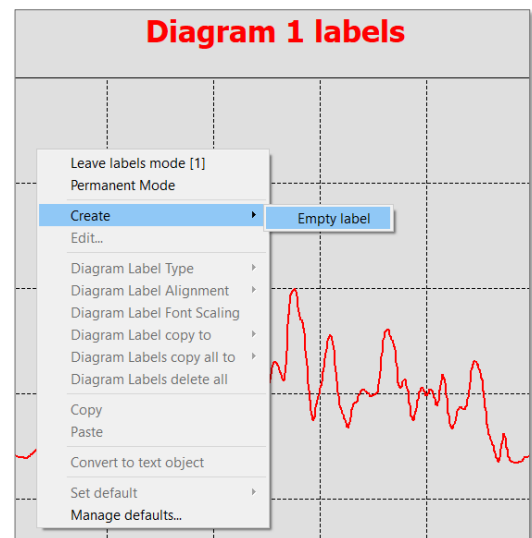 Diagram 1 labels
Leave labels mode [1]
Permanent Mode
Create
Empty label
Edit...
Diagram Label Type
Diagram Label Alignment
Diagram Label Font Scaling
Diagram Label copy to
Diagram Labels copy all to
Diagram Labels delete all
Copy
Paste
Convert to text object
Set default
Manage defaults...